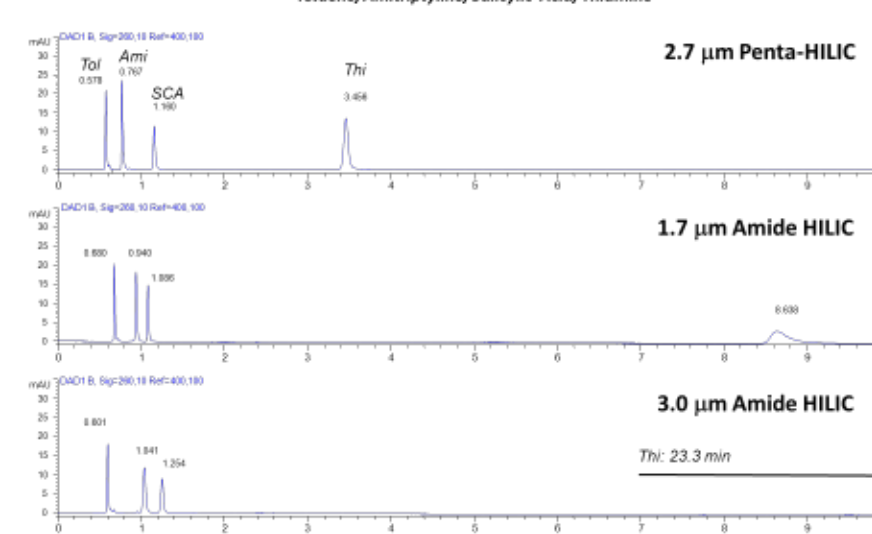 2.7 μm Penta-HILIC
DAD1 B, Sig=260,10 Ref=400,100
mAU
30
25
20
15
10
5
0
Tol
0.578
Ami
0.767
SCA
1.160
Thi
3.456
0 1 2 3 4 5 6 7 8 9
1.7 μm Amide HILIC
DAD1 B, Sig=260,10 Ref=400,100
mAU
30
25
20
15
10
5
0
0.680
0.940
1.086
8.638
0 1 2 3 4 5 6 7 8 9
3.0 μm Amide HILIC
DAD1 B, Sig=260,10 Ref=400,100
mAU
30
25
20
15
10
5
0
0.601
1.041
1.254
Thi: 23.3 min
0 1 2 3 4 5 6 7 8 9